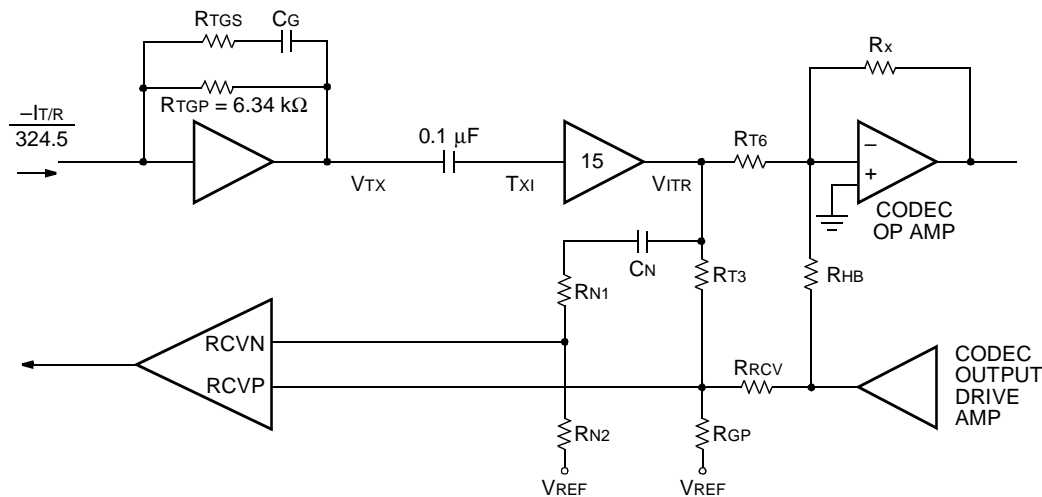 RTGS CG
RTGP = 6.34 kΩ
–IT/R
324.5
VTX
0.1 μF
TXI
15
VITR
RT6
RX
–
+
CODEC
OP AMP
CN
RN1
RT3
RHB
RCVN
RCVP
RRCV
CODEC
OUTPUT
DRIVE
AMP
RN2
RGP
VREF
VREF